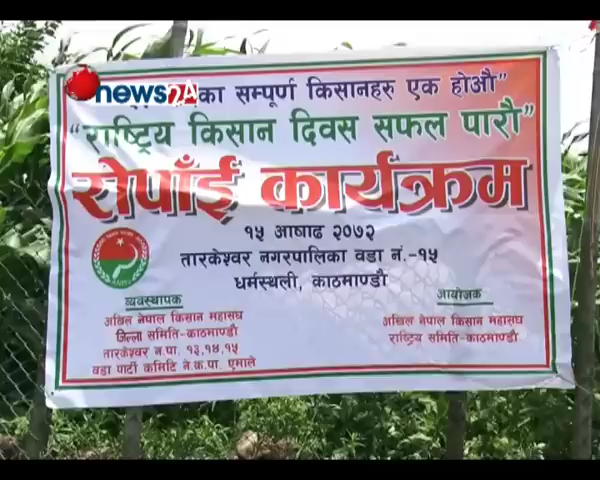 news24
का सम्पूर्ण किसानहरु एक होऔ"
"राष्ट्रिय किसान दिवस सफल पारौ"
रोपाँई कार्यक्रम
१५ आषाढ २०७२
तारकेश्वर नगरपालिका वडा नं.-१५
धर्मस्थली, काठमाण्डौ
व्यवस्थापक
अखिल नेपाल किसान महासघ
जिल्ला समिति-काठमाण्डौ
तारकेश्वर न.पा. १३,१४,१५
वडा पार्टी कमिटि ने.क.पा. एमाले
आयोजक
अखिल नेपाल किसान महासघ
राष्ट्रिय समिति-काठमाण्डौ